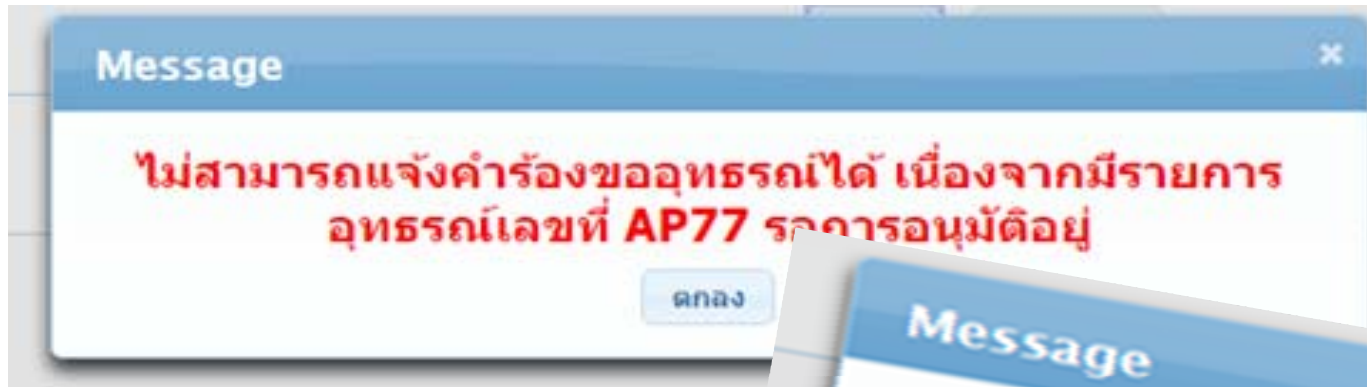 Message
ไม่สามารถแจ้งคำร้องขออุทธรณ์ได้ เนื่องจากมีรายการ
อุทธรณ์เลขที่ AP77 รอการอนุมัติอยู่
ตกลง
Message